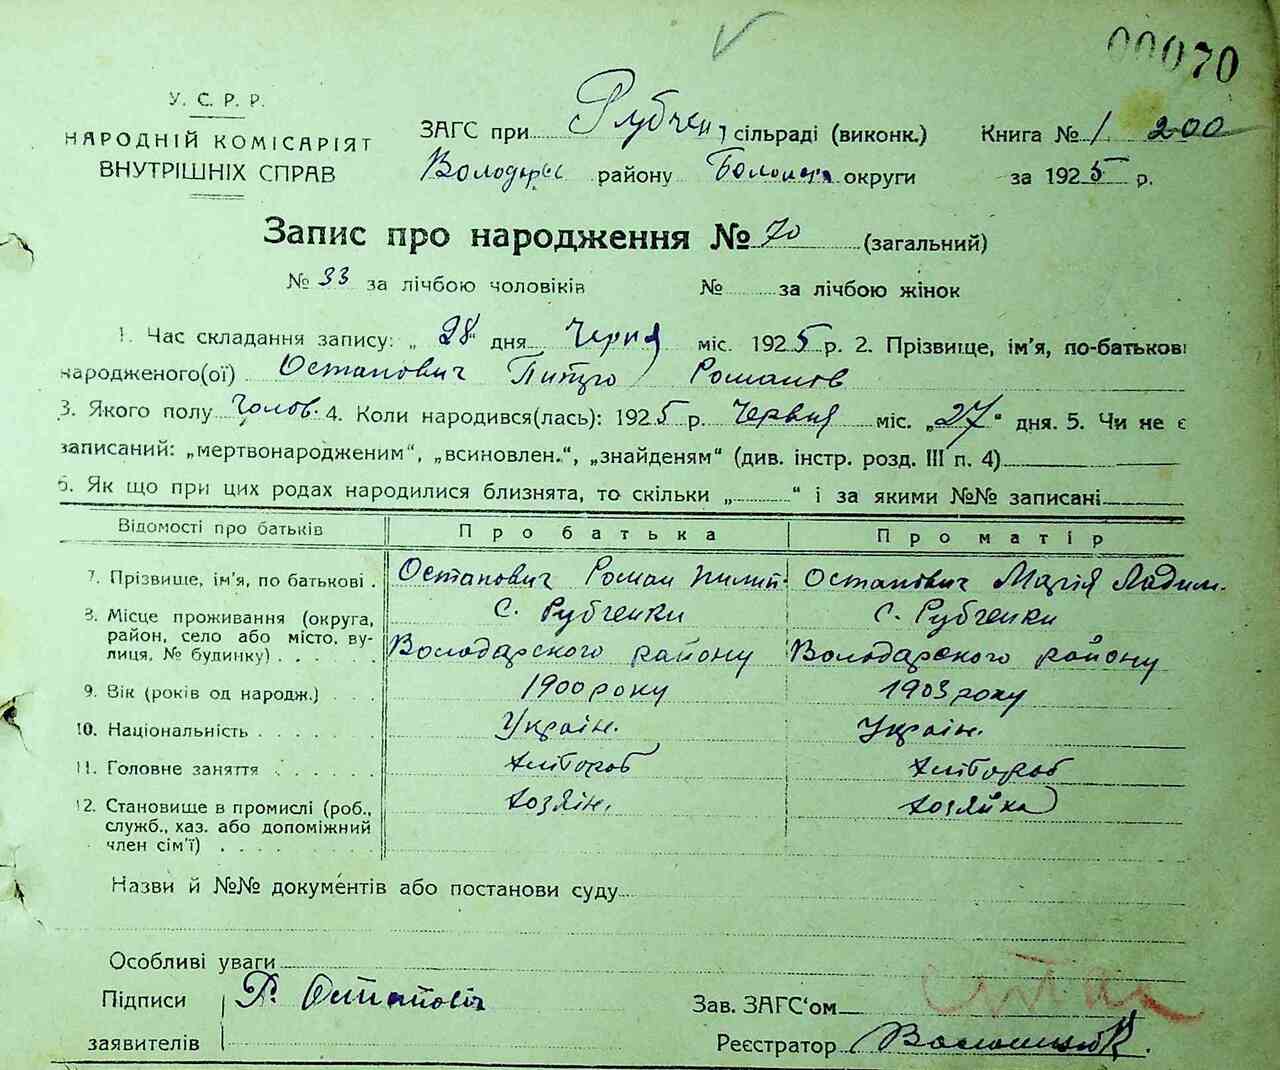 00070
У. С. Р. Р.
НАРОДНІЙ КОМІСАРІЯТ
ВНУТРІШНІХ СПРАВ
ЗАГС при Рубчен, сільраді (виконк.) Книга № 1 200
району округи за 1925 р.
Запис про народження № 70 (загальний)
№ 33 за лічбою чоловіків № за лічбою жінок
1. Час складання запису: „ 28 " дня Червня міс. 1925 р. 2. Прізвище, ім'я, по-батькові
народженого(ої) Остапович Романов
3. Якого полу Чолов. 4. Коли народився(лась): 1925 р. Червня міс. „27" дня. 5. Чи не є
записаний: „мертвонародженим", „всиновлен.", „знайденям" (див. інстр. розд. III п. 4)
6. Як що при цих родах народилися близнята, то скільки „ " і за якими №№ записані
Відомості про батьків Про батька Про матір
7. Прізвище, ім'я, по батькові . Остапович Роман Пилип. Остапович Марія Ладим.
8. Місце проживання (округа, с. Рубченки с. Рубченки
район, село або місто, ву-
лиця, № будинку) . . . . . . Володарского району Володарского району
9. Вік (років од народж.) . . . 1900 року 1903 року
10. Національність . . . . . . Україн. Україн.
11. Головне заняття . . . . . . хлібороб хлібороб
12. Становище в промислі (роб., хозяін. хозяйка
служб., хаз. або допоміжний
член сім'ї) . . . . . . . .
Назви й №№ документів або постанови суду
Особливі уваги
Підписи Р. Остапович Зав. ЗАГС'ом
заявителів Реєстратор